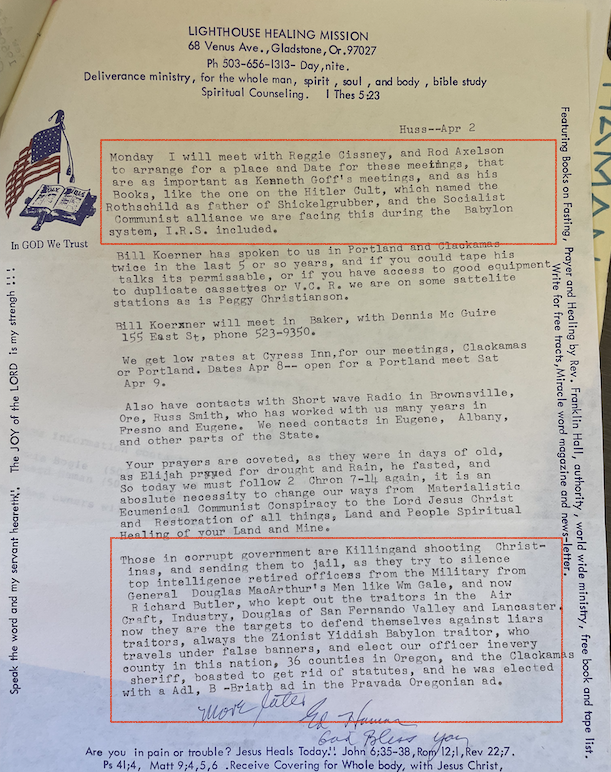 LIGHTHOUSE HEALING MISSION
68 Venus Ave.,Gladstone,Or.97027
Ph 503-656-1313- Day,nite.
Deliverance ministry, for the whole man, spirit , soul , and body , bible study
Spiritual Counseling. I Thes 5:23
Huss--Apr 2
Monday I will meet with Reggie Cissney, and Rod Axelson
to arrange for a place and Date for these meetings, that
are as important as Kenneth Goff's meetings, and as his
Books, like the one on the Hitler Cult, which named the
Rothschild as father of Shickelgrubber, and the Socialist
Communist alliance we are facing this during the Babylon
system, I.R.S. included.
In GOD We Trust
Bill Koerner has spoken to us in Portland and Clackamas
twice in the last 5 or so years, and if you could tape his
talks its permissable, or if you have access to good equipment
to duplicate cassetves or V.C. R. we are on some sattelite
stations as is Peggy Christianson.
Bill Koerxner will meet in Baker, with Dennis Mc Guire
155 East St, phone 523-9350.
We get low rates at Cyress Inn,for our meetings, Clackamas
or Portland. Dates Apr 8-- open for a Portland meet Sat
Apr 9.
Also have contacts with Short wave Radio in Brownsville,
Ore, Russ Smith, who has worked with us many years in
Fresno and Eugene. We need contacts in Eugene, Albany,
and other parts of the State.
Your prayers are coveted, as they were in days of old,
as Elijah prayed for drought and Rain, he fasted, and
So today we must follow 2 Chron 7-14 again, it is an
aboslute necessity to change our ways from Materialistic
Ecumenical Communist Conspiracy to the Lord Jesus Christ
and Restoration of all things, Land and People Spiritual
Healing of your Land and Mine.
Those in corrupt government are Killingand shooting Christ-
inas, and sending them to jail, as they try to silence
top intelligence retired officess from the Military from
General Douglas MacArthur's Men like Wm Gale, and now
Richard Butler, who kept out the traitors in the Air
Craft, Industry, Douglas of San Fernando Valley and Lancaster.
now they are the targets to defend themselves against liars
traitors, always the Zionist Yiddish Babylon traitor, who
travels under false banners, and elect our officer inevery
county in this nation, 36 counties in Oregon, and the Clackamas
sheriff, boasted to get rid of statutes, and he was elected
with a Adl, B -Briath ad in the Pravada Oregonian ad.
More later
Ed
God Bless You
Are you in pain or trouble? Jesus Heals Today!! John 6:35-38, Rom 12;1, Rev 22;7.
Ps 41;4, Matt 9;4,5,6 .Receive Covering for Whole body, with Jesus Christ,
Speak the word and my servant heareth'. The JOY of the LORD is my strengh !!!
Featuring Books on Fasting, Prayer and Healing by Rev. Franklin Hall, authority, world wide ministry, free book and tape list.
Write for free tracts,Miracle word magazine and news-letter.